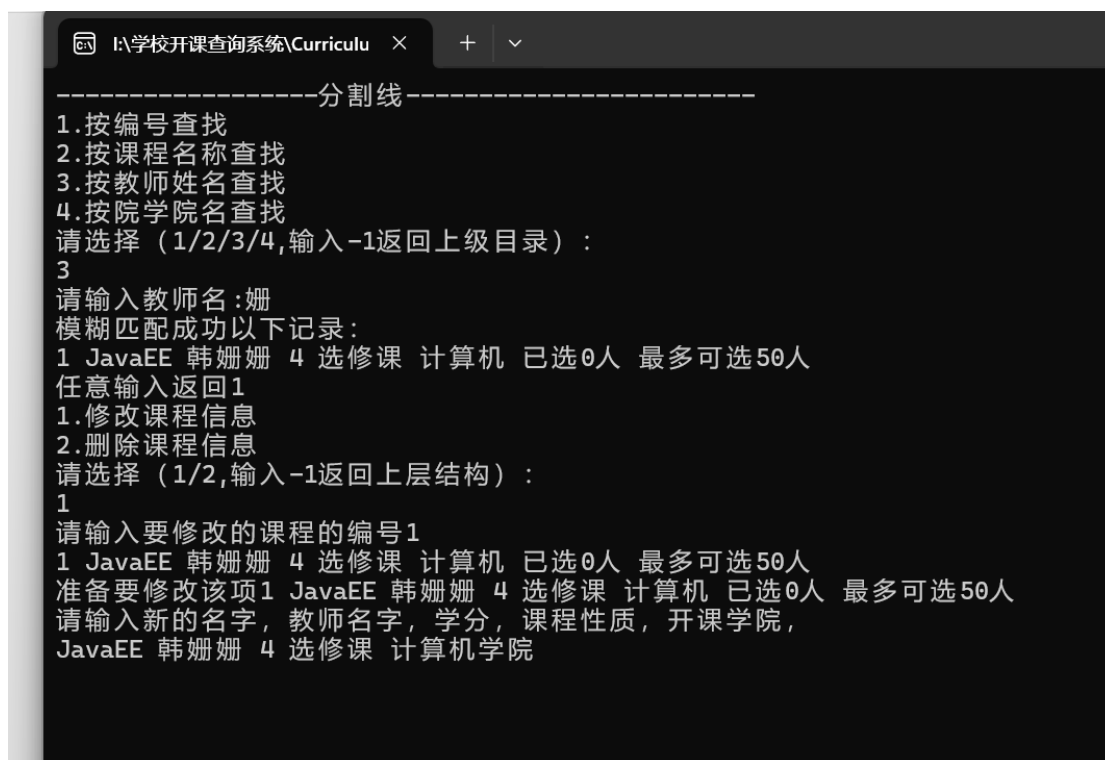 I:\学校开课查询系统\Curriculu
------------------分割线------------------------
1.按编号查找
2.按课程名称查找
3.按教师姓名查找
4.按院学院名查找
请选择（1/2/3/4,输入-1返回上级目录）:
3
请输入教师名:姗
模糊匹配成功以下记录:
1 JavaEE 韩姗姗 4 选修课 计算机 已选0人 最多可选50人
任意输入返回1
1.修改课程信息
2.删除课程信息
请选择（1/2,输入-1返回上层结构）:
1
请输入要修改的课程的编号1
1 JavaEE 韩姗姗 4 选修课 计算机 已选0人 最多可选50人
准备要修改该项1 JavaEE 韩姗姗 4 选修课 计算机 已选0人 最多可选50人
请输入新的名字，教师名字，学分，课程性质，开课学院，
JavaEE 韩姗姗 4 选修课 计算机学院